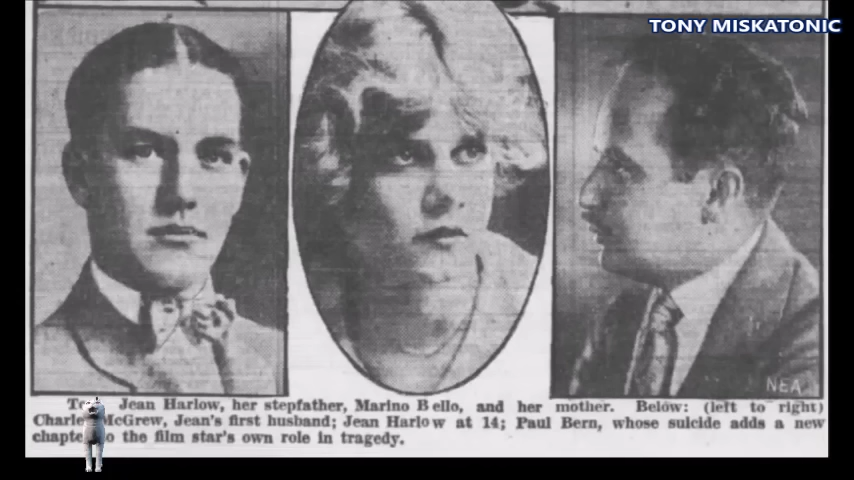 TONY MISKATONIC
NEA
Jean Harlow, her stepfather, Marino Bello, and her mother. Below: (left to right)
McGrew, Jean's first husband; Jean Harlow at 14; Paul Bern, whose suicide adds a new
the film star's own role in tragedy.